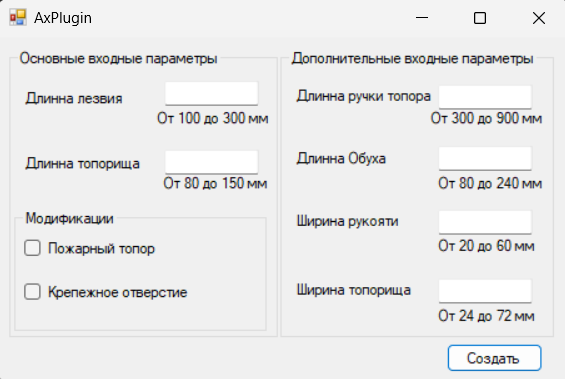 AxPlugin
Основные входные параметры
Длинна лезвия
От 100 до 300 мм
Длинна топорища
От 80 до 150 мм
Модификации
Пожарный топор
Крепежное отверстие
Дополнительные входные параметры
Длинна ручки топора
От 300 до 900 мм
Длинна Обуха
От 80 до 240 мм
Ширина рукояти
От 20 до 60 мм
Ширина топорища
От 24 до 72 мм
Создать